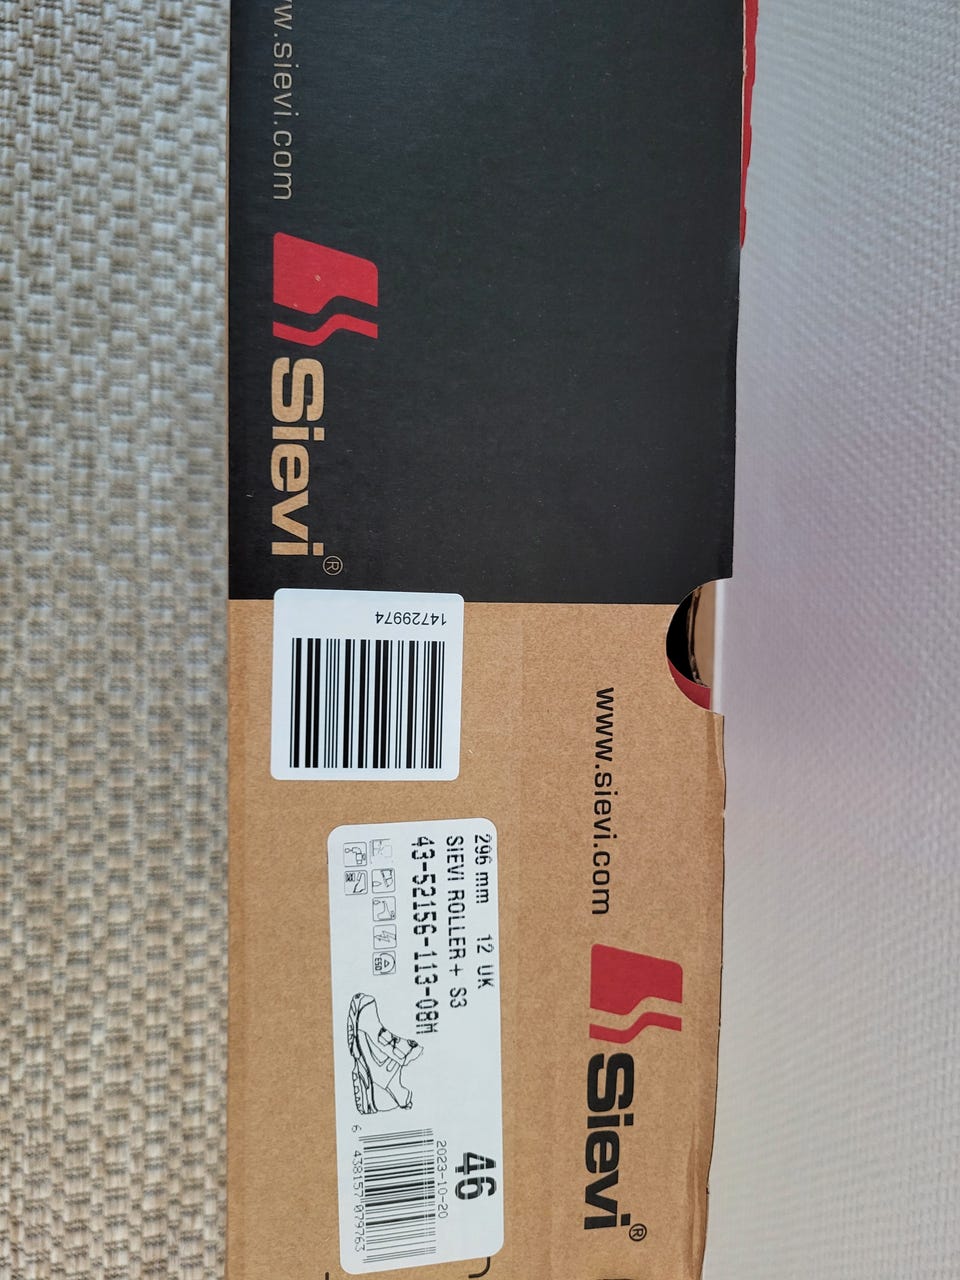 www.sievi.com
Sievi®
14729974
www.sievi.com
Sievi®
296 mm 12 UK
SIEVI ROLLER+ S3
43-52156-113-08M
ESD
46
2023-10-20
6 438157 079763